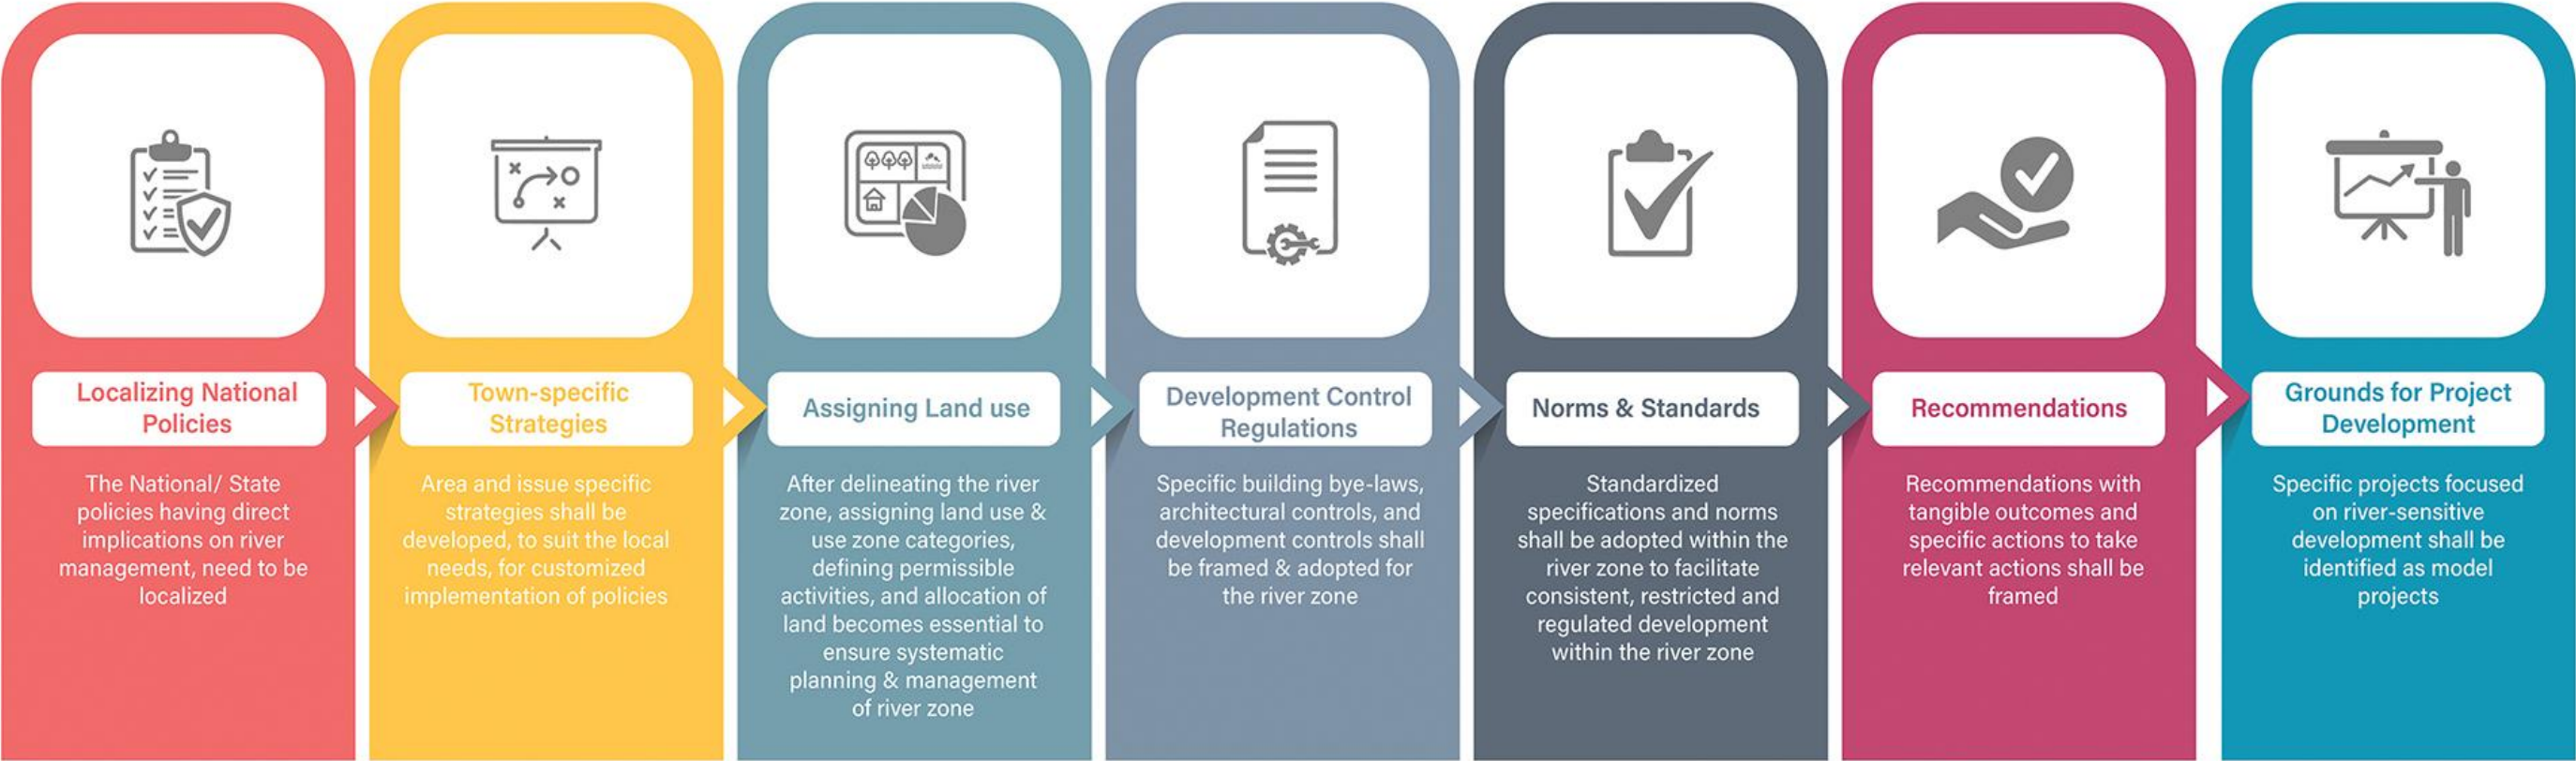 Localizing National
Policies
The National/ State
policies having direct
implications on river
management, need to be
localized
Town-specific
Strategies
Area and issue specific
strategies shall be
developed, to suit the local
needs, for customized
implementation of policies
Assigning Land use
After delineating the river
zone, assigning land use &
use zone categories,
defining permissible
activities, and allocation of
land becomes essential to
ensure systematic
planning & management
of river zone
Development Control
Regulations
Specific building bye-laws,
architectural controls, and
development controls shall
be framed & adopted for
the river zone
Norms & Standards
Standardized
specifications and norms
shall be adopted within the
river zone to facilitate
consistent, restricted and
regulated development
within the river zone
Recommendations
Recommendations with
tangible outcomes and
specific actions to take
relevant actions shall be
framed
Grounds for Project
Development
Specific projects focused
on river-sensitive
development shall be
identified as model
projects